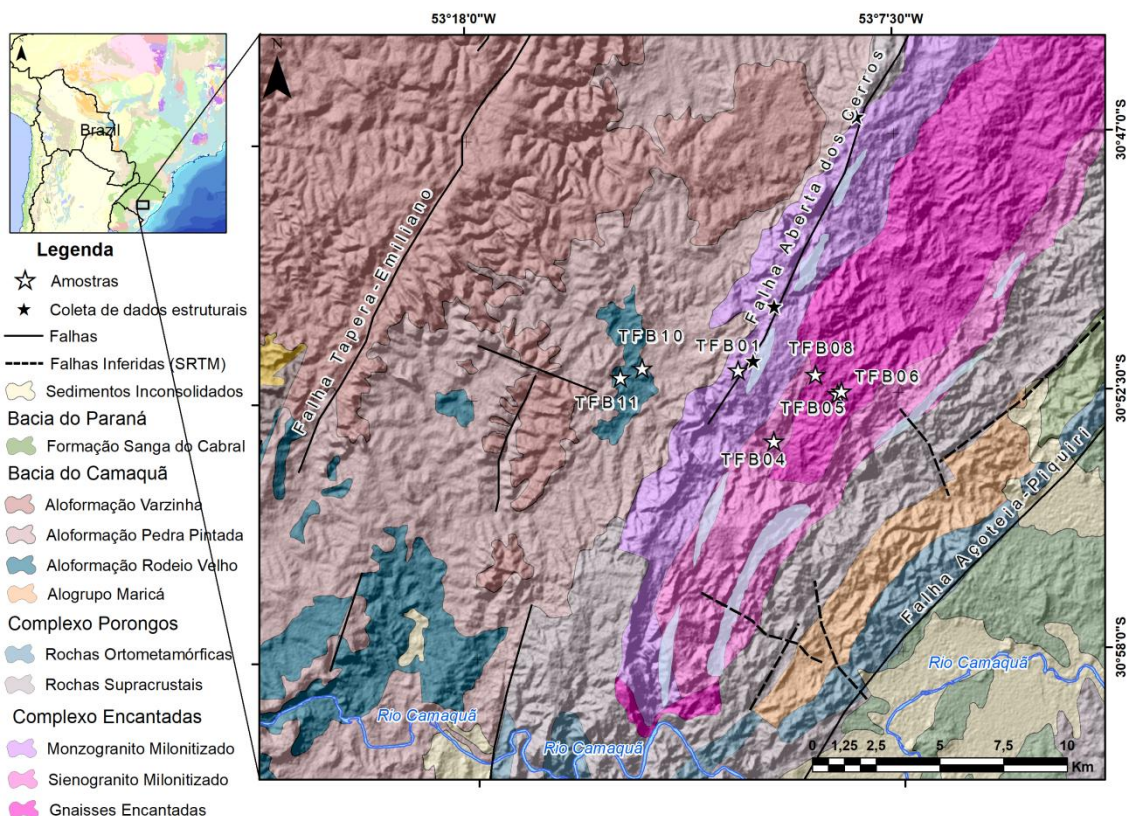 53°18'0"W
53°7'30"W
N
Brazil
30°47'0"S
30°52'30"S
30°58'0"S
Legenda
Amostras
Coleta de dados estruturais
Falhas
Falhas Inferidas (SRTM)
Sedimentos Inconsolidados
Bacia do Paraná
Formação Sanga do Cabral
Bacia do Camaquã
Aloformação Varzinha
Aloformação Pedra Pintada
Aloformação Rodeio Velho
Alogrupo Maricá
Complexo Porongos
Rochas Ortometamórficas
Rochas Supracrustais
Complexo Encantadas
Monzogranito Milonitizado
Sienogranito Milonitizado
Gnaisses Encantadas
Falha Tapera-Emiliano
Falha Aberta dos Cerros
Falha Açoteia-Piquiri
TFB10
TFB11
TFB01
TFB08
TFB06
TFB05
TFB04
Rio Camaquã
Rio Camaquã
Rio Camaquã
0 1,25 2,5 5 7,5 10
Km